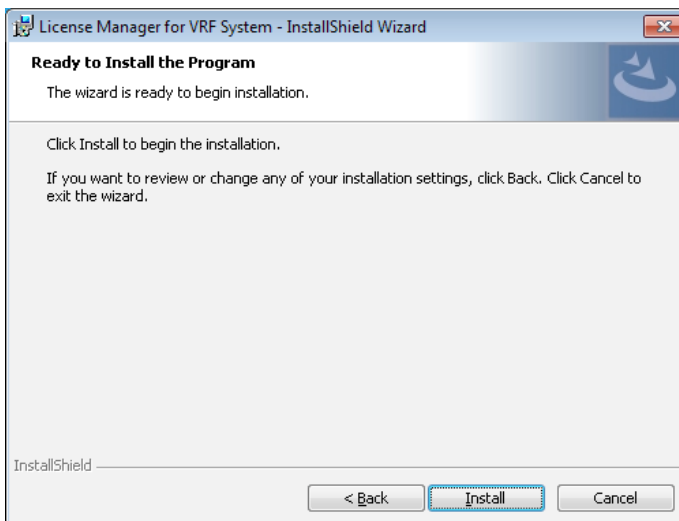 License Manager for VRF System - InstallShield Wizard
Ready to Install the Program
The wizard is ready to begin installation.
Click Install to begin the installation.
If you want to review or change any of your installation settings, click Back. Click Cancel to
exit the wizard.
InstallShield
< Back
Install
Cancel